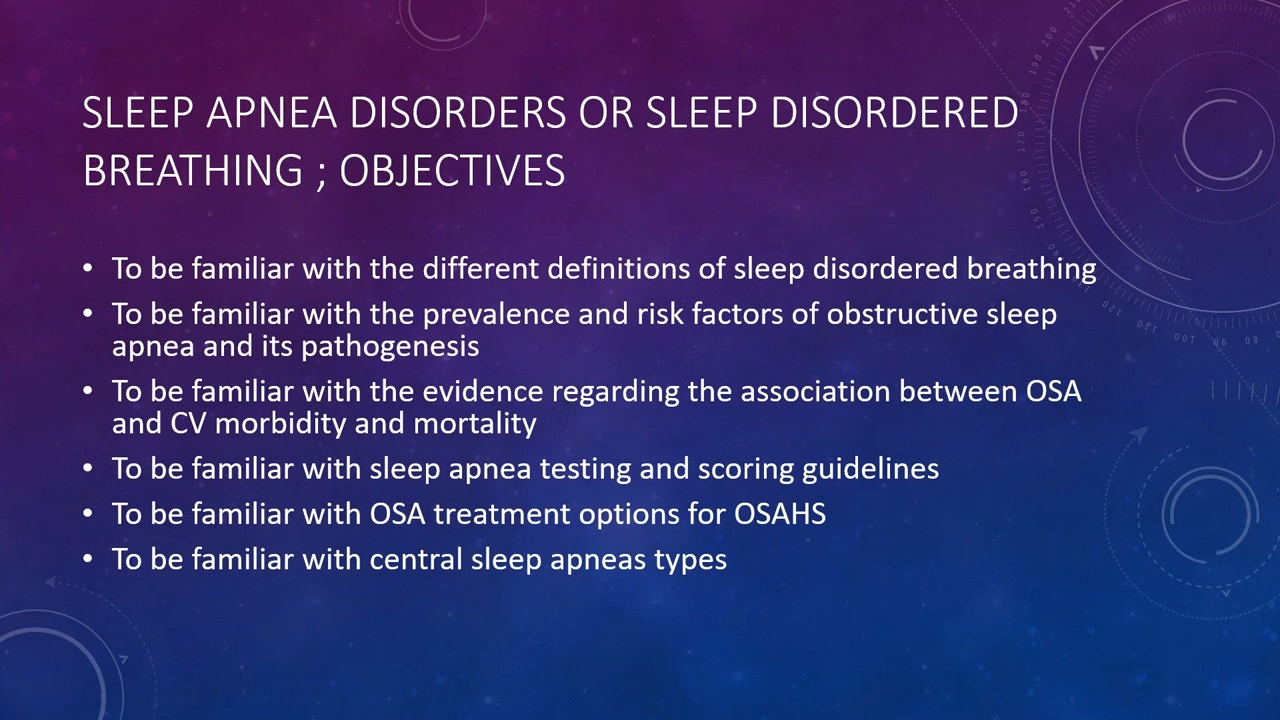 SLEEP APNEA DISORDERS OR SLEEP DISORDERED
BREATHING ; OBJECTIVES
• To be familiar with the different definitions of sleep disordered breathing
• To be familiar with the prevalence and risk factors of obstructive sleep
apnea and its pathogenesis
• To be familiar with the evidence regarding the association between OSA
and CV morbidity and mortality
• To be familiar with sleep apnea testing and scoring guidelines
• To be familiar with OSA treatment options for OSAHS
• To be familiar with central sleep apneas types